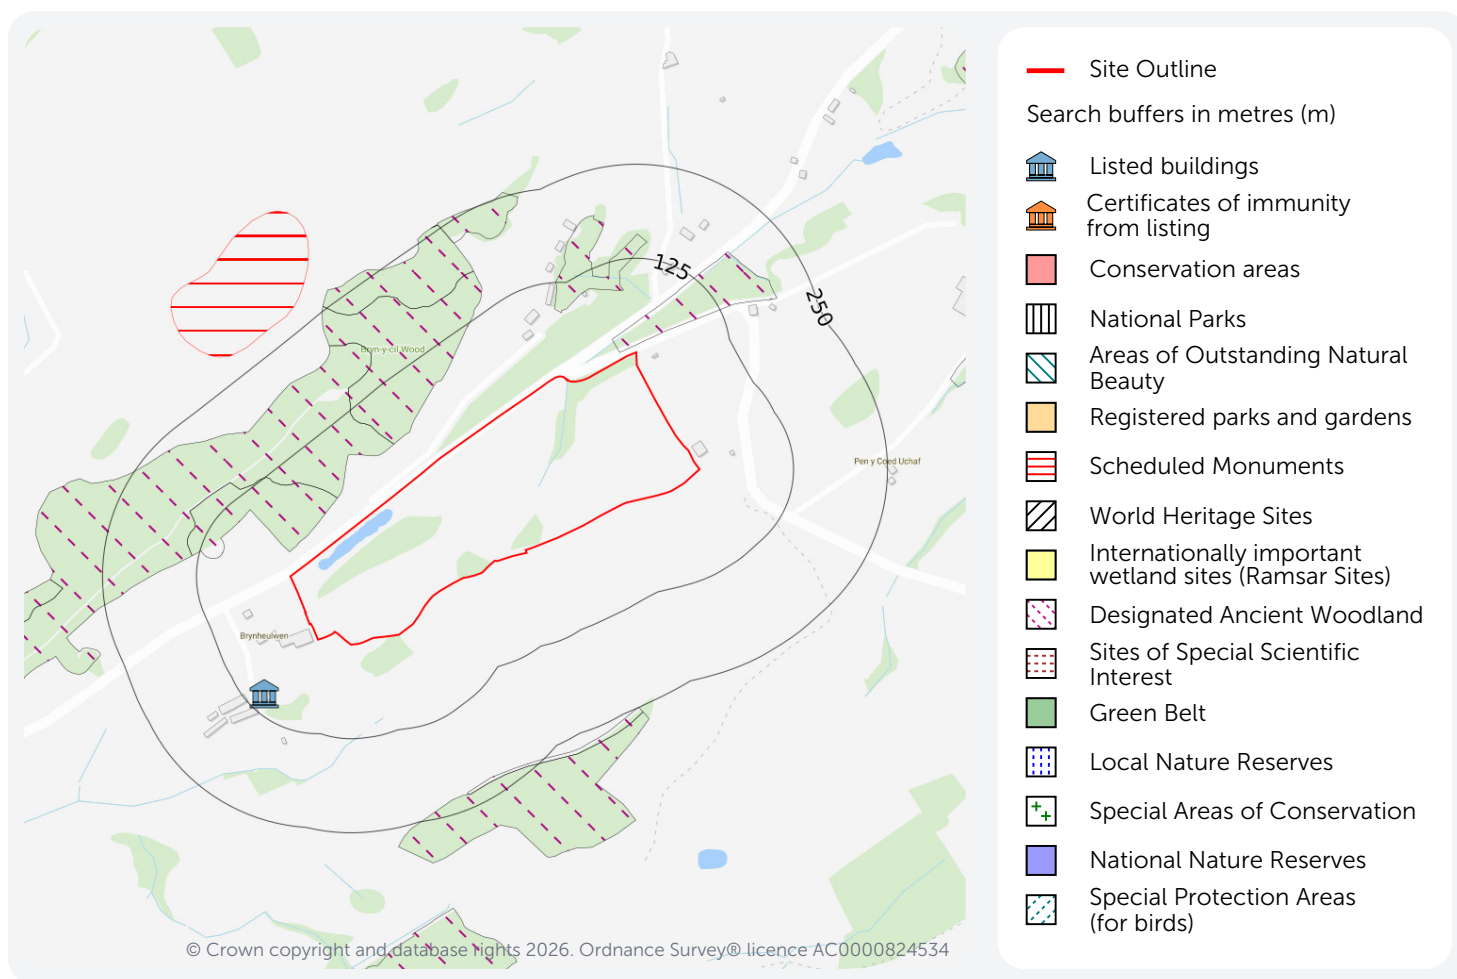 125
250
Bryn-y-cil Wood
Pen y Coed Uchaf
Brynheulwen
© Crown copyright and database rights 2026. Ordnance Survey® licence AC0000824534
Site Outline
Search buffers in metres (m)
Listed buildings
Certificates of immunity
from listing
Conservation areas
National Parks
Areas of Outstanding Natural
Beauty
Registered parks and gardens
Scheduled Monuments
World Heritage Sites
Internationally important
wetland sites (Ramsar Sites)
Designated Ancient Woodland
Sites of Special Scientific
Interest
Green Belt
Local Nature Reserves
Special Areas of Conservation
National Nature Reserves
Special Protection Areas
(for birds)